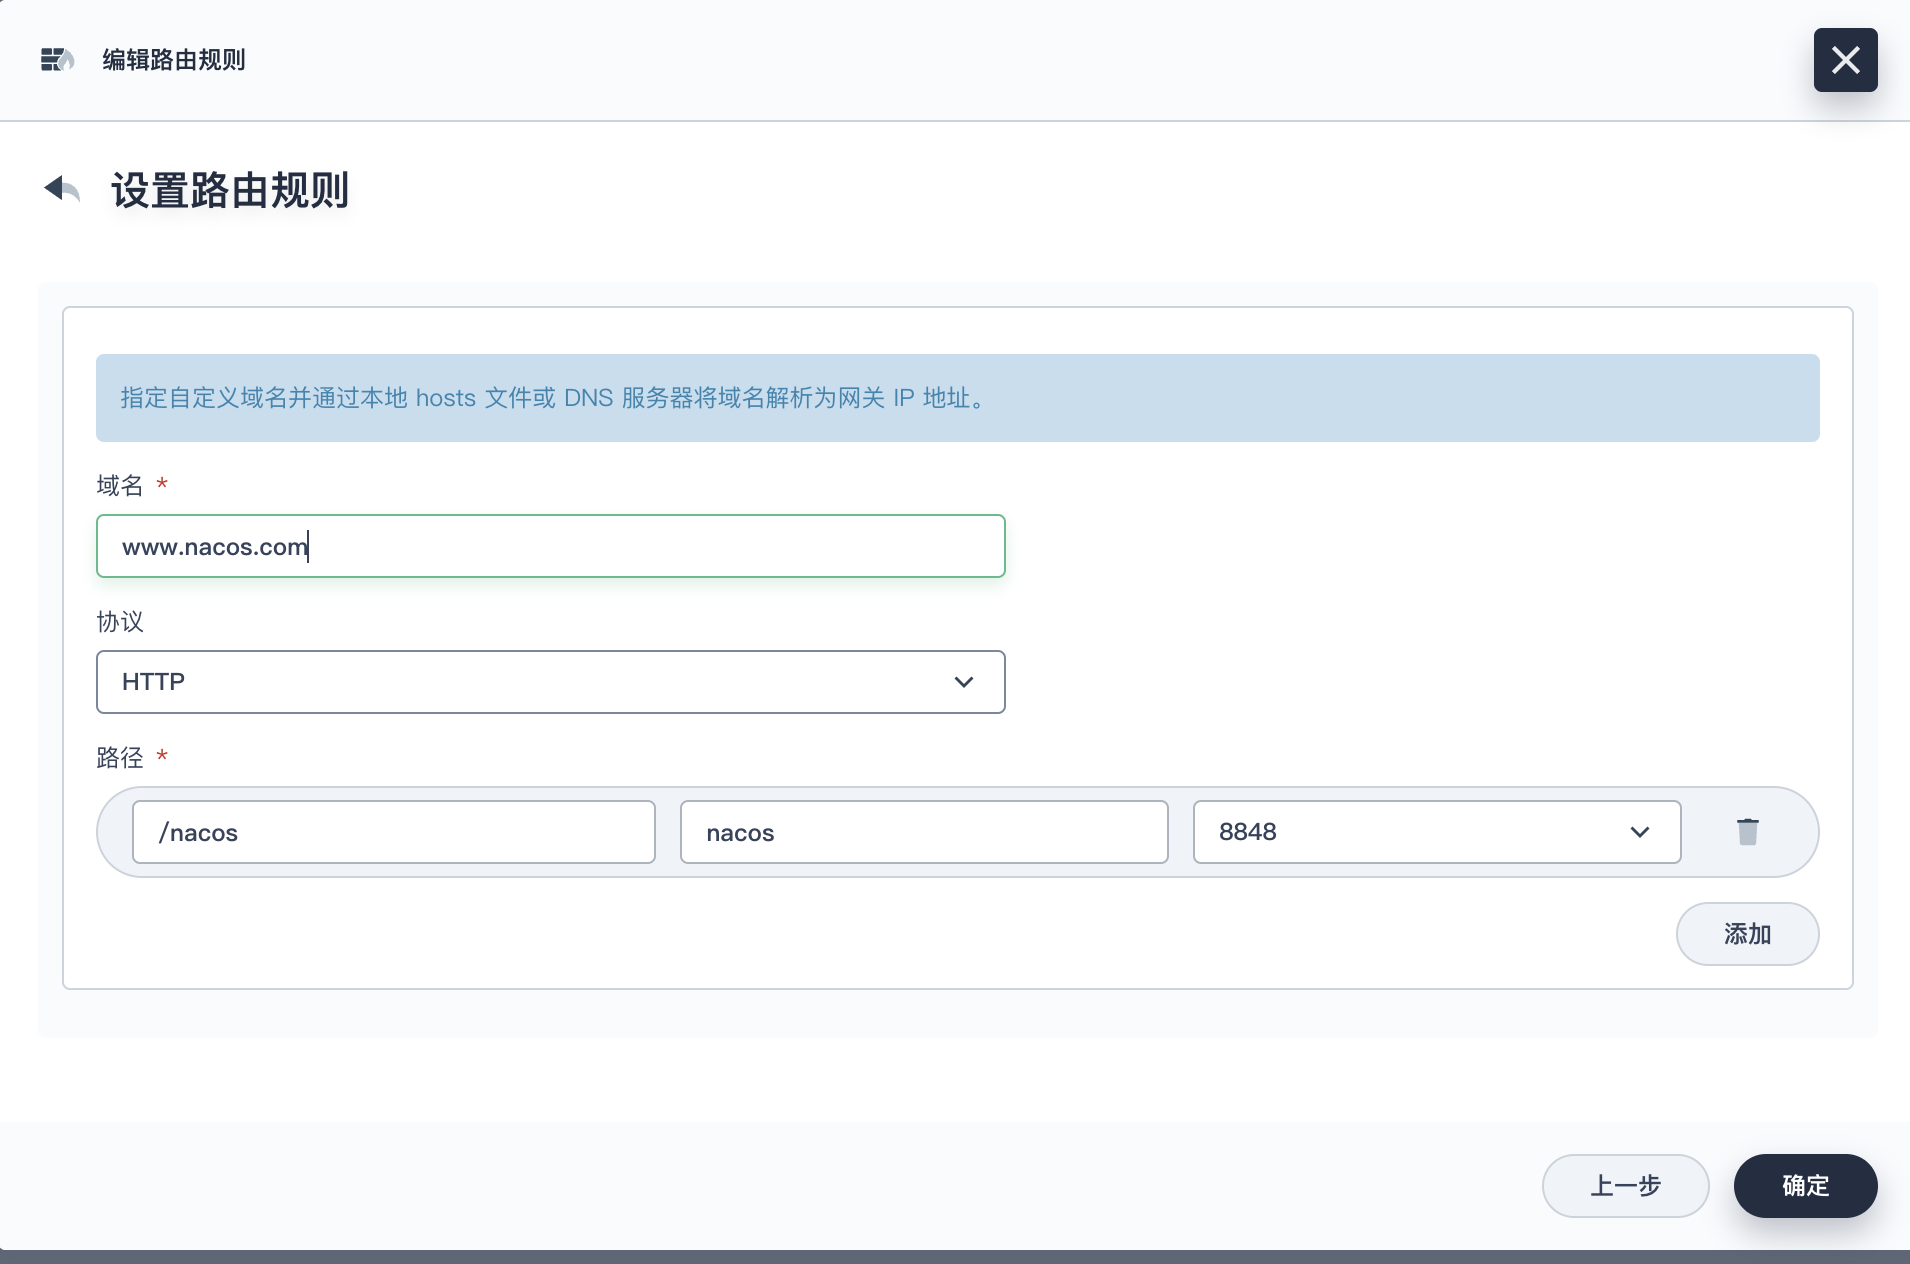 编辑路由规则
设置路由规则
指定自定义域名并通过本地 hosts 文件或 DNS 服务器将域名解析为网关 IP 地址。
域名 *
www.nacos.com
协议
HTTP
路径 *
/nacos nacos 8848
添加
上一步 确定